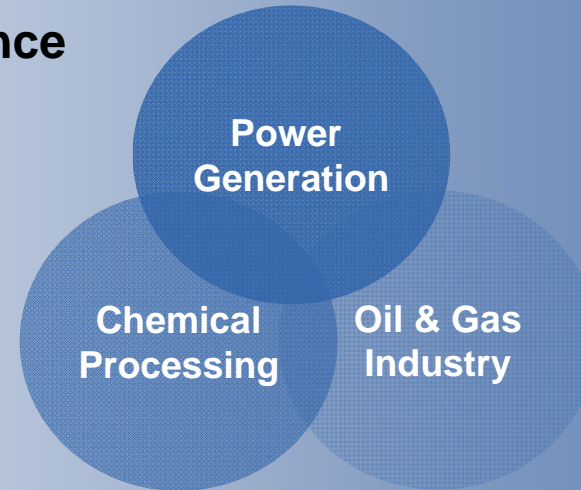 nce
Power
Generation
Chemical
Processing
Oil & Gas
Industry